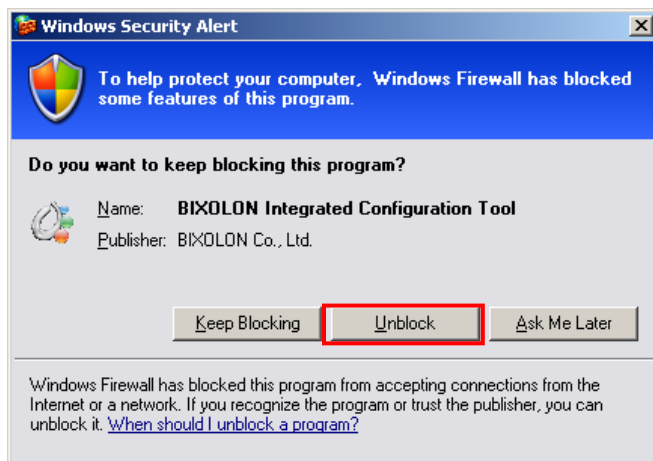 Windows Security Alert
To help protect your computer, Windows Firewall has blocked
some features of this program.
Do you want to keep blocking this program?
Name: BIXOLON Integrated Configuration Tool
Publisher: BIXOLON Co., Ltd.
Keep Blocking Unblock Ask Me Later
Windows Firewall has blocked this program from accepting connections from the
Internet or a network. If you recognize the program or trust the publisher, you can
unblock it. When should I unblock a program?